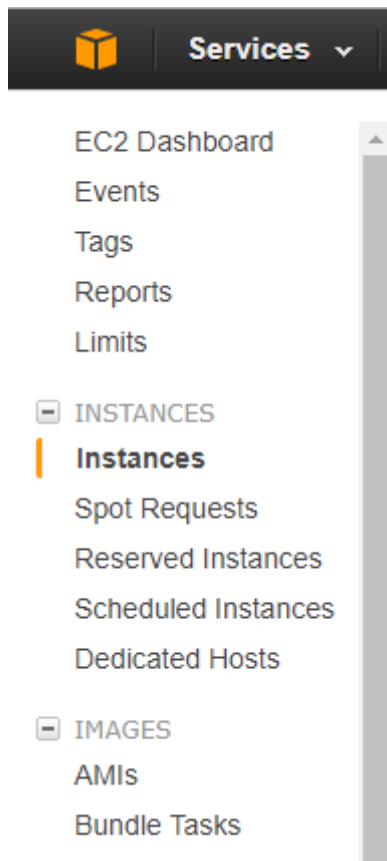 Services
EC2 Dashboard
Events
Tags
Reports
Limits
INSTANCES
Instances
Spot Requests
Reserved Instances
Scheduled Instances
Dedicated Hosts
IMAGES
AMIs
Bundle Tasks